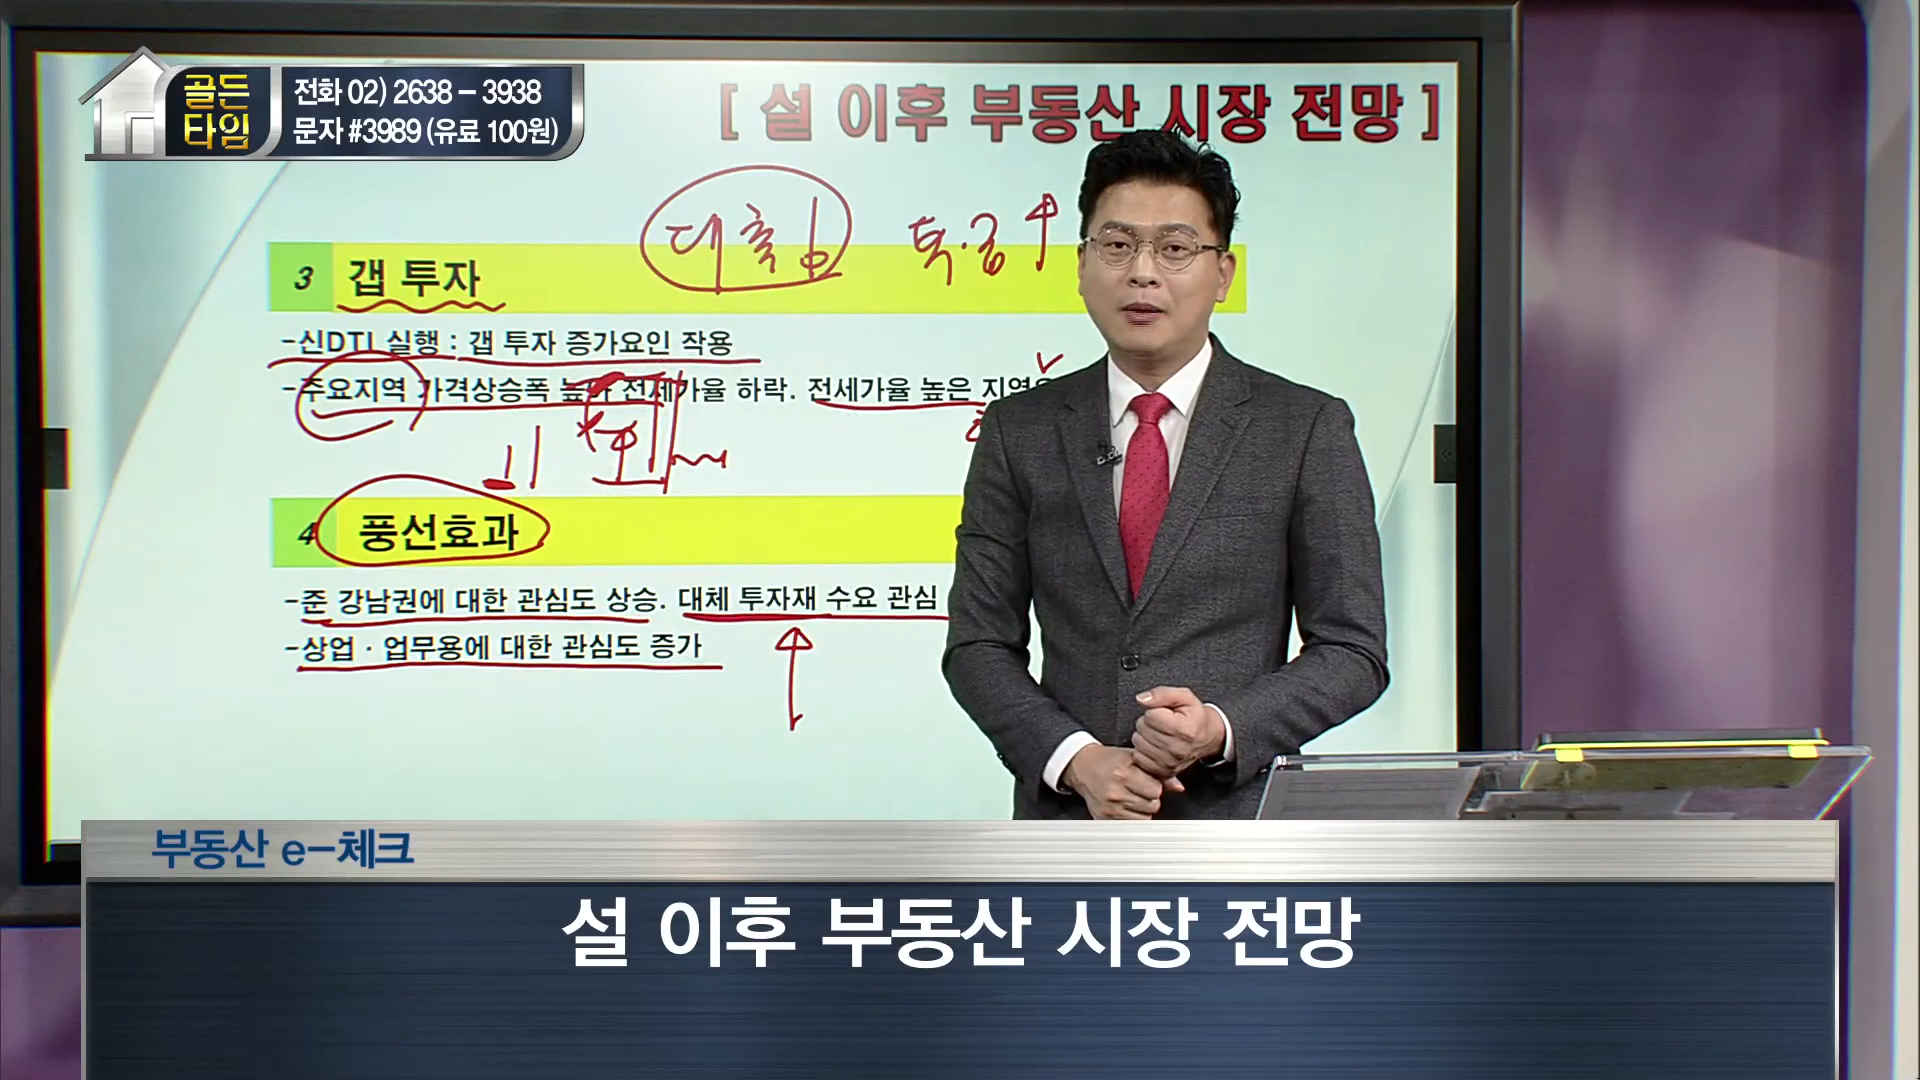 골든
타임
전화 02) 2638 - 3938
문자 #3989 (유료 100원)
[ 설 이후 부동산 시장 전망 ]
대출
3 갭 투자
-신DTI 실행 : 갭 투자 증가요인 작용
-주요지역 가격상승폭 높아 전세가율 하락. 전세가율 높은
4 풍선효과
-준 강남권에 대한 관심도 상승. 대체 투자재 수요 관심
-상업 · 업무용에 대한 관심도 증가
부동산 e-체크
설 이후 부동산 시장 전망